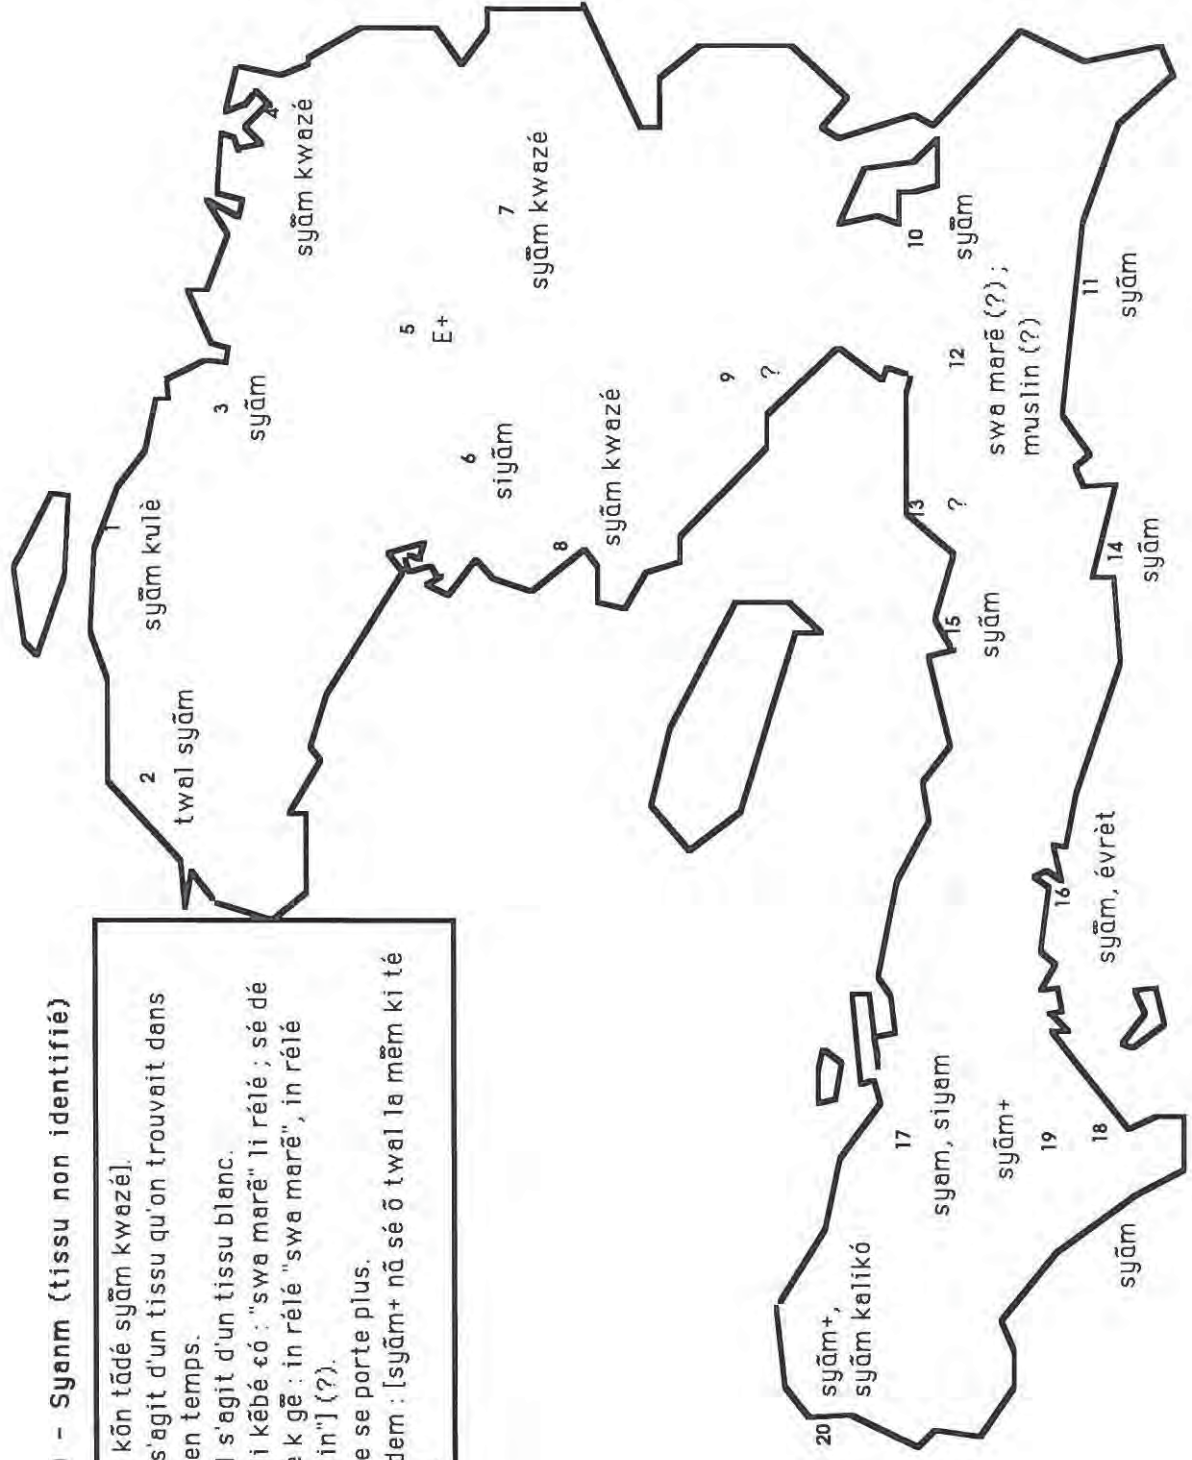 – Syanm (tissu non identifié)
kõn tãdé syãm kwazé].
s'agit d'un tissu qu'on trouvait dans
en temps.
s'agit d'un tissu blanc.
i kẽbé có : "swa marẽ" li rélé ; sé dé
k gẽ : in rélé "swa marẽ", in rélé
in"] (?).
se porte plus.
dem : [syãm+ nã sé õ twal la mẽm ki té
1
syãm kulè
2
twal syãm
3
syãm
4
syãm kwazé
5
E+
6
siyãm
7
syãm kwazé
8
syãm kwazé
9
?
10
syãm
11
syãm
12
swa marẽ (?);
muslin (?)
13
?
14
syãm
15
syãm
16
syãm, évrèt
17
syam, siyam
18
syãm
19
syãm+
20
syãm+,
syãm kalikó